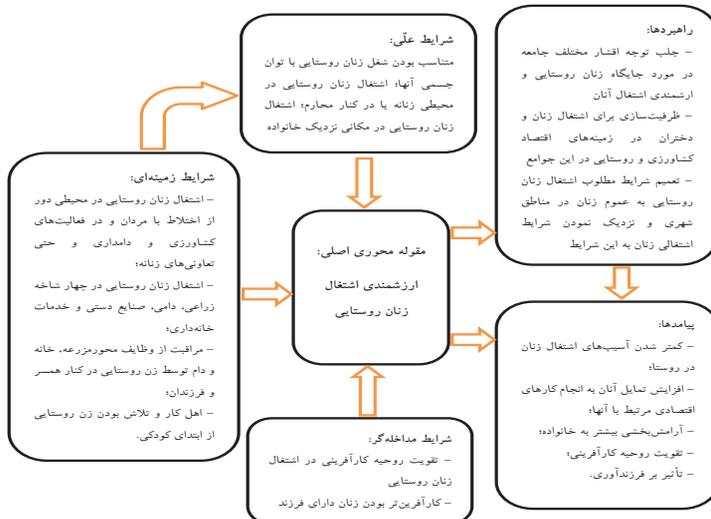 شرایط علّی:
متناسب بودن شغل زنان روستایی با توان
جسمی آنها؛ اشتغال زنان روستایی در
محیطی زنانه یا در کنار محارم؛ اشتغال
زنان روستایی در مکانی نزدیک خانواده
راهبردها:
– جلب توجه اقشار مختلف جامعه
در مورد جایگاه زنان روستایی و
ارشمندی اشتغال آنان
– ظرفیت‌سازی برای اشتغال زنان و
دختران در زمینه‌های اقتصاد
کشاورزی و روستایی در این جوامع
– تعمیم شرایط مطلوب اشتغال زنان
روستایی به عموم زنان در مناطق
شهری و نزدیک نمودن شرایط
اشتغالی زنان به این شرایط
شرایط زمینه‌ای:
– اشتغال زنان روستایی در محیطی دور
از اختلاط با مردان و در فعالیت‌های
کشاورزی و دامداری و حتی
تعاونی‌های زنانه؛
– اشتغال زنان روستایی در چهار شاخه
زراعی، دامی، صنایع دستی و خدمات
خانه‌داری؛
– مراقبت از وظایف محورمزرعه، خانه
و دام توسط زن روستایی در کنار همسر
و فرزندان؛
– اهل کار و تلاش بودن زن روستایی
از ابتدای کودکی.
مقوله محوری اصلی:
ارزشمندی اشتغال
زنان روستایی
پیامدها:
– کمتر شدن آسیب‌های اشتغال زنان
در روستا؛
– افزایش تمایل آنان به انجام کارهای
اقتصادی مرتبط با آنها؛
– آرامش‌بخشی بیشتر به خانواده؛
– تقویت روحیه کارآفرینی؛
– تأثیر بر فرزندآوری.
شرایط مداخله‌گر:
– تقویت روحیه کارآفرینی در اشتغال
زنان روستایی
– کارآفرین‌تر بودن زنان دارای فرزند